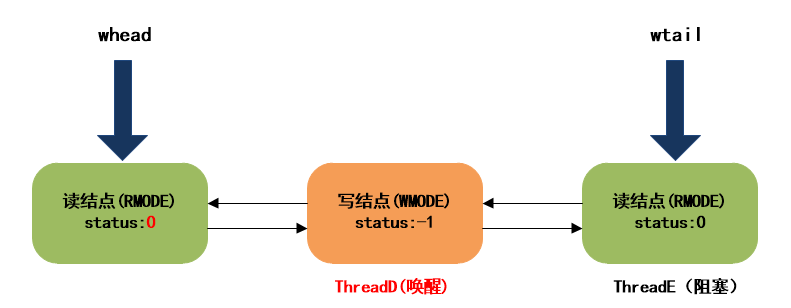 whead
wtail
读结点(RMODE)
status:0
写结点(WMODE)
status:-1
读结点(RMODE)
status:0
ThreadD(唤醒)
ThreadE（阻塞）